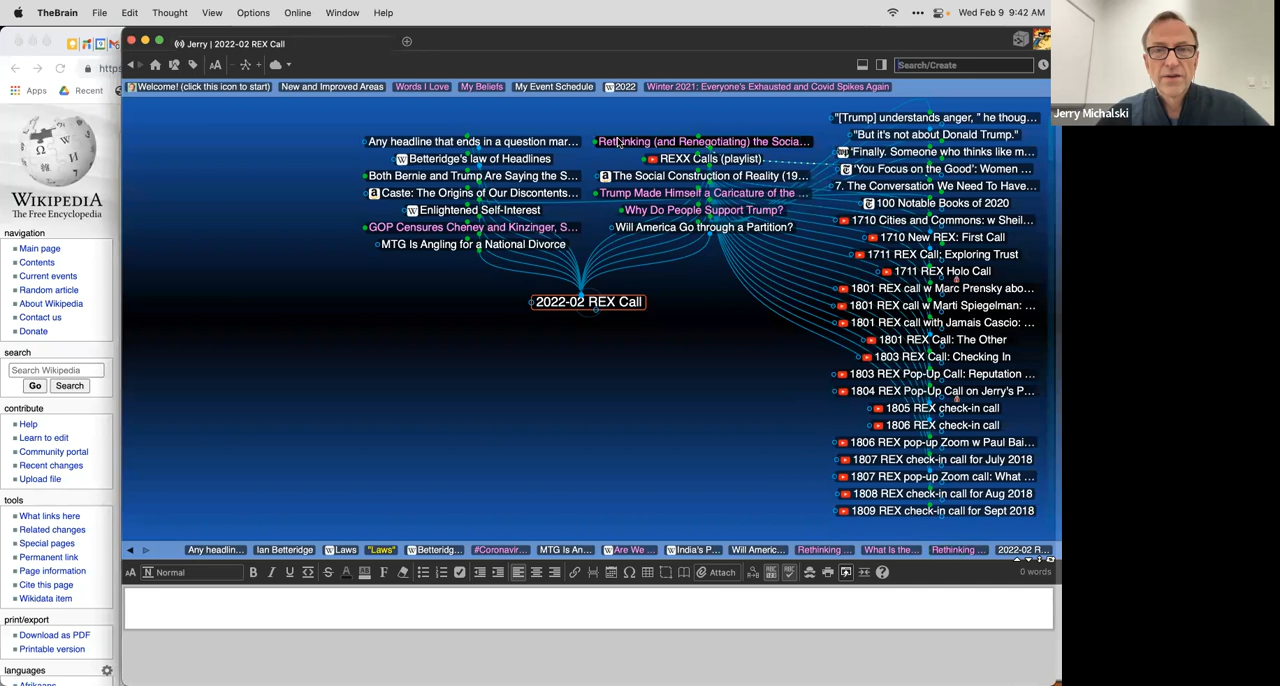 TheBrain File Edit Thought View Options Online Window Help
Wed Feb 9 9:42 AM
Jerry | 2022-02 REX Call
https
Apps Recent
Search/Create
Welcome! (click this icon to start) New and Improved Areas Words I Love My Beliefs My Event Schedule 2022 Winter 2021: Everyone's Exhausted and Covid Spikes Again
Jerry Michalski
WIKIPEDIA
The Free Encyclopedia
navigation
Main page
Contents
Current events
Random article
About Wikipedia
Contact us
Donate
search
Search Wikipedia
Go Search
contribute
Help
Learn to edit
Community portal
Recent changes
Upload file
tools
What links here
Related changes
Special pages
Permanent link
Page information
Cite this page
Wikidata item
print/export
Download as PDF
Printable version
languages
Afrikaans
Any headline that ends in a question mar...
Betteridge's law of Headlines
Both Bernie and Trump Are Saying the S...
Caste: The Origins of Our Discontents...
Enlightened Self-Interest
GOP Censures Cheney and Kinzinger, S...
MTG Is Angling for a National Divorce
Rethinking (and Renegotiating) the Socia...
REXX Calls (playlist)
The Social Construction of Reality (19...
Trump Made Himself a Caricature of the ...
Why Do People Support Trump?
Will America Go through a Partition?
2022-02 REX Call
"[Trump] understands anger, " he thoug...
"But it's not about Donald Trump."
'Finally. Someone who thinks like m...
'You Focus on the Good': Women ...
7. The Conversation We Need To Have...
100 Notable Books of 2020
1710 Cities and Commons: w Sheil...
1710 New REX: First Call
1711 REX Call: Exploring Trust
1711 REX Holo Call
1801 REX call w Marc Prensky abo...
1801 REX call w Marti Spiegelman: ...
1801 REX call with Jamais Cascio: ...
1801 REX Call: The Other
1803 REX Call: Checking In
1803 REX Pop-Up Call: Reputation ...
1804 REX Pop-Up Call on Jerry's P...
1805 REX check-in call
1806 REX check-in call
1806 REX pop-up Zoom w Paul Bai...
1807 REX check-in call for July 2018
1807 REX pop-up Zoom call: What ...
1808 REX check-in call for Aug 2018
1809 REX check-in call for Sept 2018
Any headlin... Ian Betteridge Laws "Laws" Betteridg... #Coronavir... MTG Is An... Are We ... India's P... Will Americ... Rethinking ... What Is the... Rethinking ... 2022-02 R...
Normal B I U S A F Attach 0 words